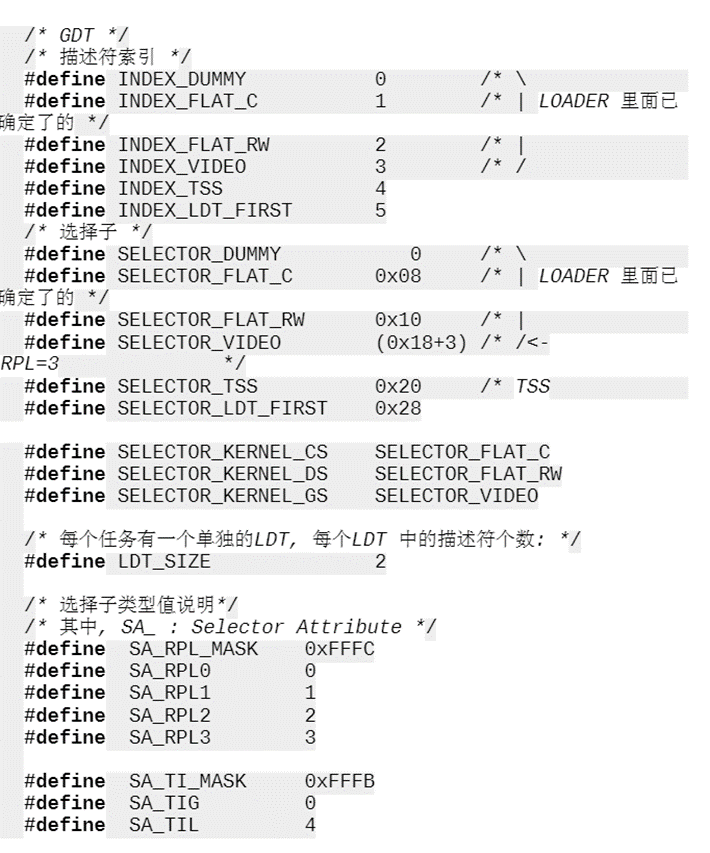 /* GDT */
/* 描述符索引 */
#define INDEX_DUMMY 0 /* \
#define INDEX_FLAT_C 1 /* | LOADER 里面已
确定了的 */
#define INDEX_FLAT_RW 2 /* |
#define INDEX_VIDEO 3 /* /
#define INDEX_TSS 4
#define INDEX_LDT_FIRST 5
/* 选择子 */
#define SELECTOR_DUMMY 0 /* \
#define SELECTOR_FLAT_C 0x08 /* | LOADER 里面已
确定了的 */
#define SELECTOR_FLAT_RW 0x10 /* |
#define SELECTOR_VIDEO (0x18+3) /* /<-
RPL=3 */
#define SELECTOR_TSS 0x20 /* TSS
#define SELECTOR_LDT_FIRST 0x28
#define SELECTOR_KERNEL_CS SELECTOR_FLAT_C
#define SELECTOR_KERNEL_DS SELECTOR_FLAT_RW
#define SELECTOR_KERNEL_GS SELECTOR_VIDEO
/* 每个任务有一个单独的LDT, 每个LDT 中的描述符个数: */
#define LDT_SIZE 2
/* 选择子类型值说明*/
/* 其中, SA_ : Selector Attribute */
#define SA_RPL_MASK 0xFFFC
#define SA_RPL0 0
#define SA_RPL1 1
#define SA_RPL2 2
#define SA_RPL3 3
#define SA_TI_MASK 0xFFFB
#define SA_TIG 0
#define SA_TIL 4